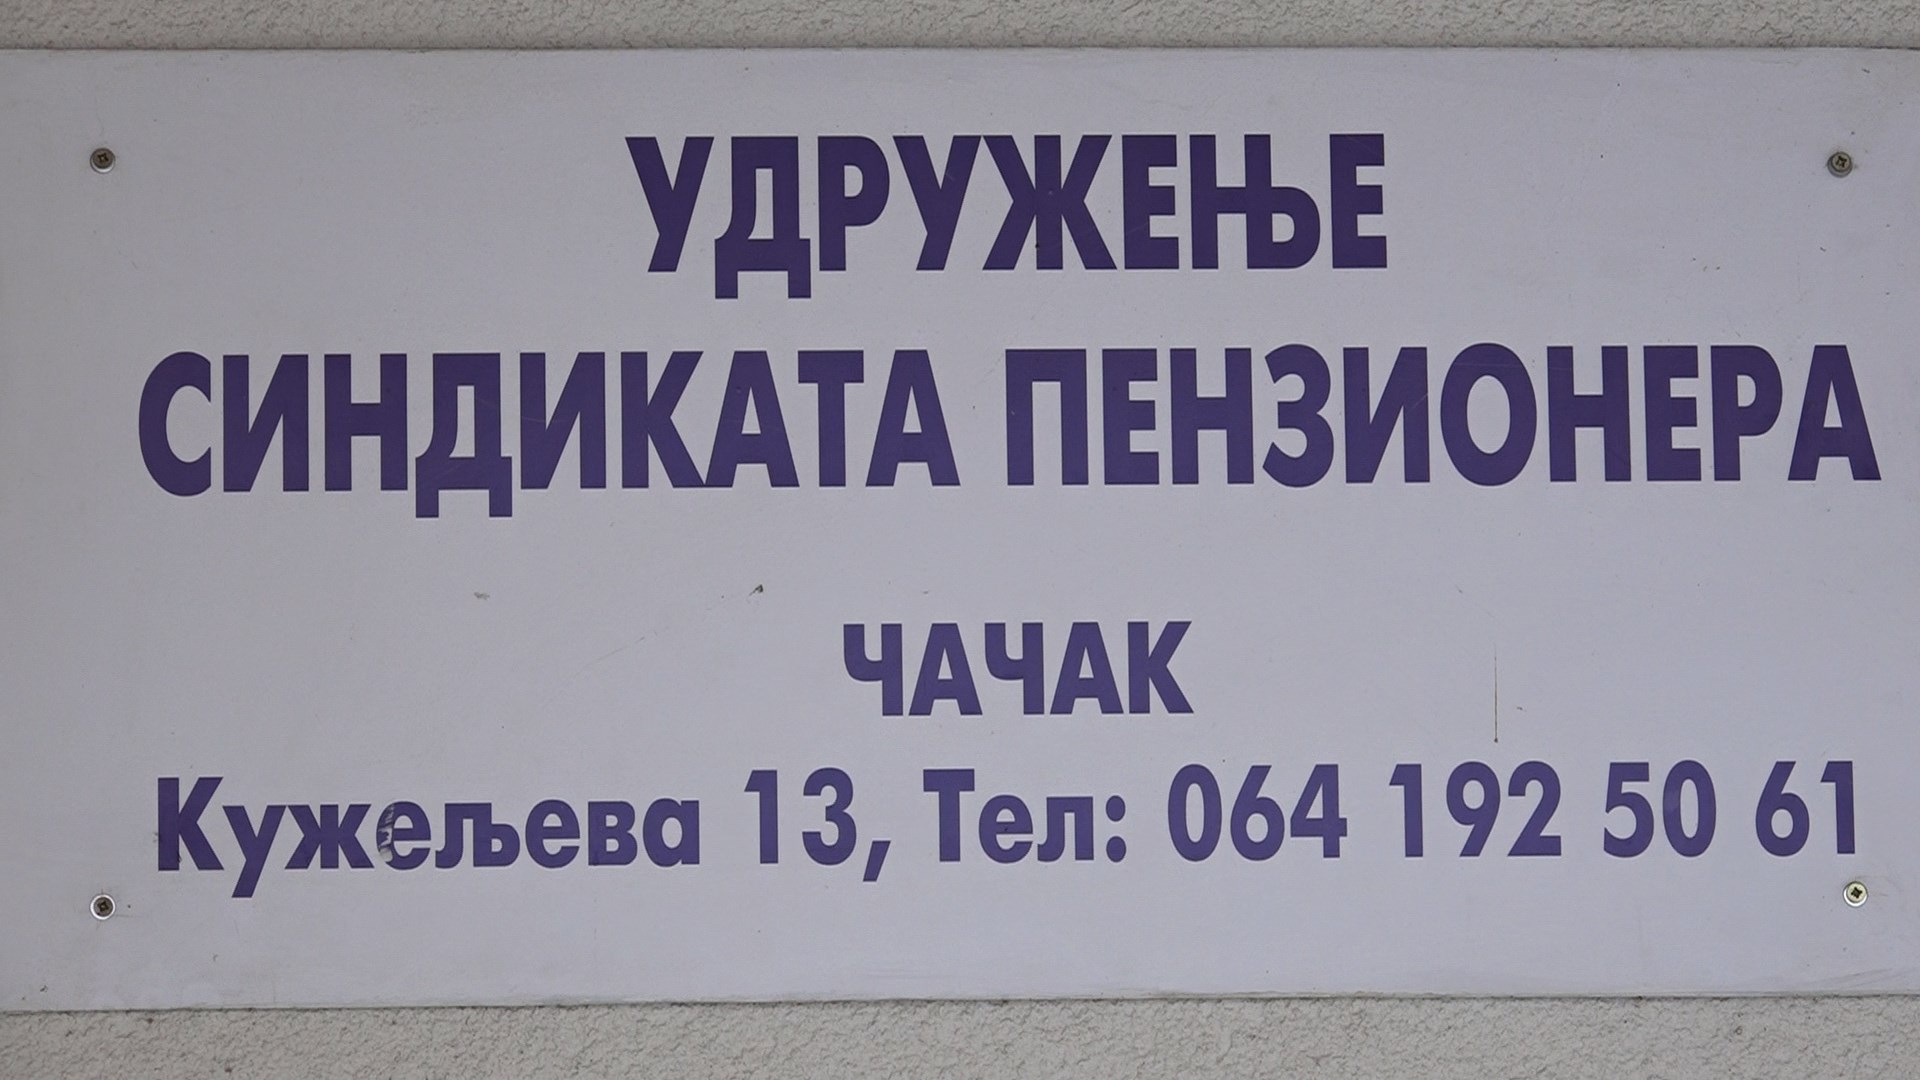 УДРУЖЕЊЕ
СИНДИКАТА ПЕНЗИОНЕРА
ЧАЧАК
Кужељева 13, Тел: 064 192 50 61